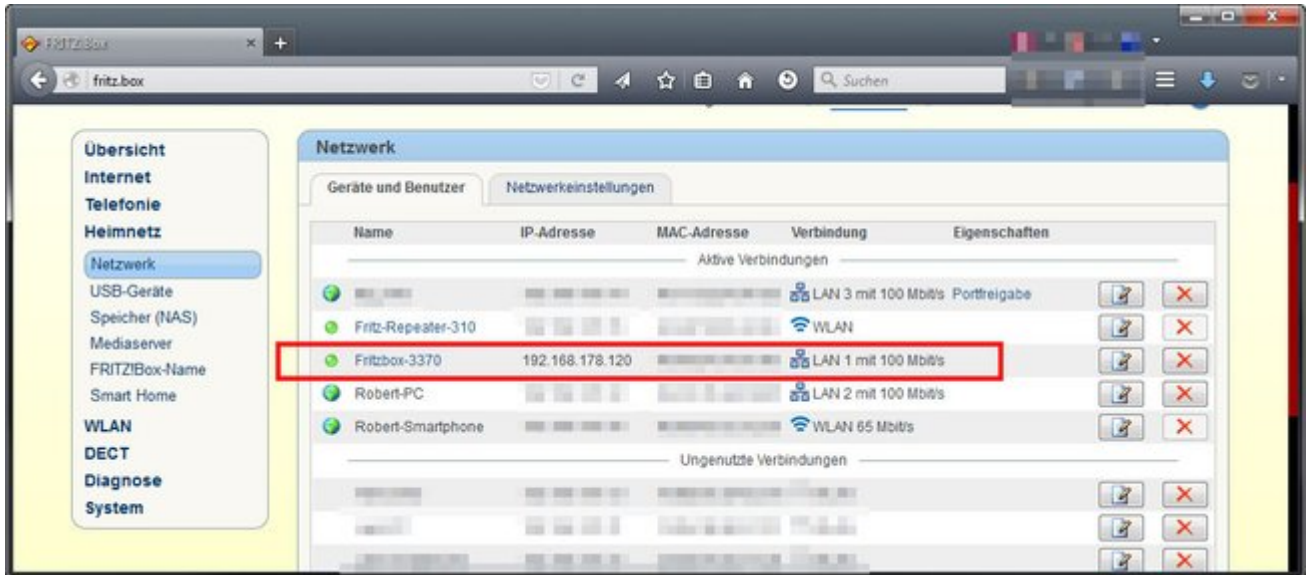 FRITZ!Box
fritz.box
Suchen
Übersicht
Internet
Telefonie
Heimnetz
Netzwerk
USB-Geräte
Speicher (NAS)
Mediaserver
FRITZ!Box-Name
Smart Home
WLAN
DECT
Diagnose
System
Netzwerk
Geräte und Benutzer Netzwerkeinstellungen
Name IP-Adresse MAC-Adresse Verbindung Eigenschaften
Aktive Verbindungen
LAN 3 mit 100 Mbit/s Portfreigabe
Fritz-Repeater-310 WLAN
Fritzbox-3370 192.168.178.120 LAN 1 mit 100 Mbit/s
Robert-PC LAN 2 mit 100 Mbit/s
Robert-Smartphone WLAN 65 Mbit/s
Ungenutzte Verbindungen